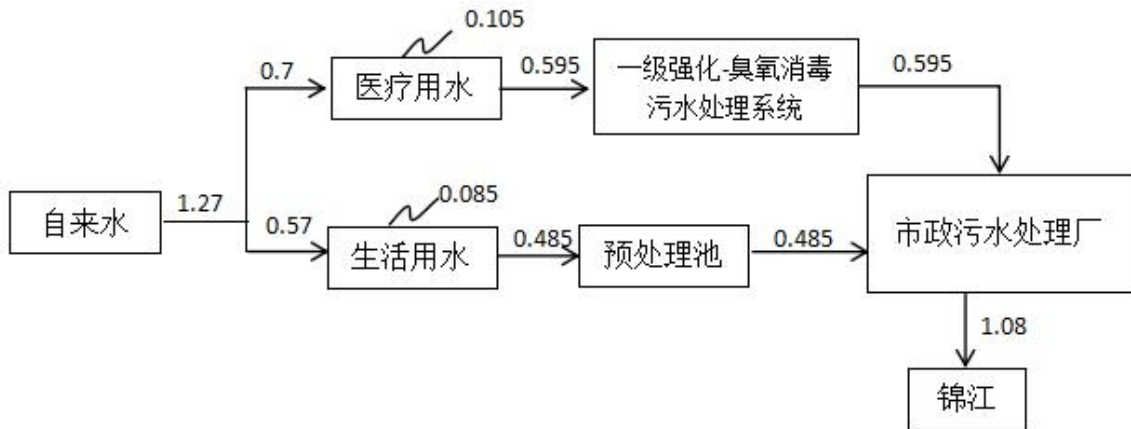 0.105
0.7
医疗用水
0.595
一级强化-臭氧消毒
污水处理系统
0.595
自来水
1.27
0.57
0.085
生活用水
0.485
预处理池
0.485
市政污水处理厂
1.08
锦江